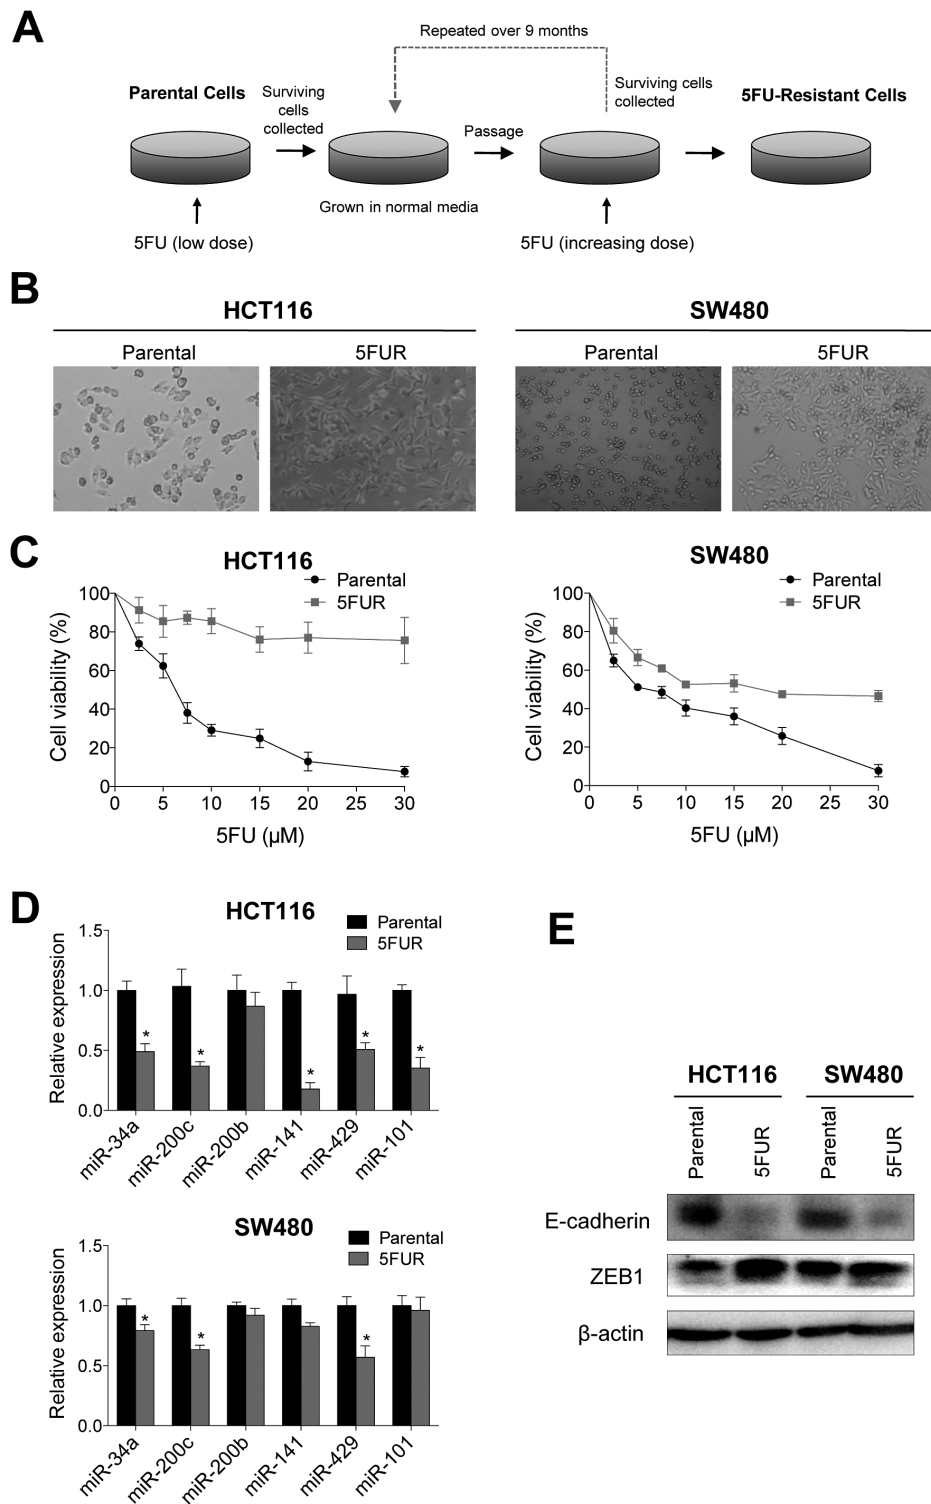 A
Repeated over 9 months
Parental Cells
Surviving
cells
collected
Surviving cells
collected
5FU-Resistant Cells
Passage
Grown in normal media
5FU (low dose)
5FU (increasing dose)
B
HCT116
SW480
Parental
5FUR
Parental
5FUR
C
HCT116
Parental
5FUR
Cell viability (%)
100
80
60
40
20
0
0 5 10 15 20 25 30
5FU (µM)
SW480
Parental
5FUR
Cell viability (%)
100
80
60
40
20
0
0 5 10 15 20 25 30
5FU (µM)
D
HCT116
Parental
5FUR
Relative expression
1.5
1.0
0.5
0.0
* * * * *
miR-34a miR-200c miR-200b miR-141 miR-429 miR-101
SW480
Parental
5FUR
Relative expression
1.5
1.0
0.5
0.0
* * *
miR-34a miR-200c miR-200b miR-141 miR-429 miR-101
E
HCT116 SW480
Parental 5FUR Parental 5FUR
E-cadherin
ZEB1
β-actin